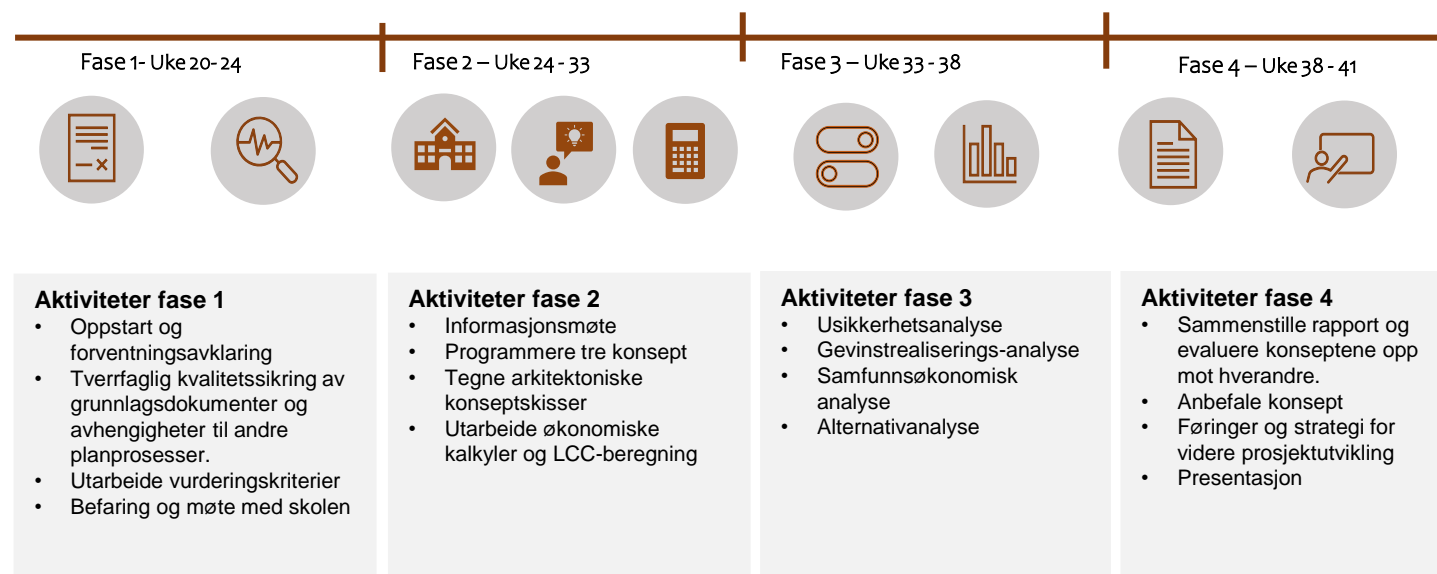 Fase 1- Uke 20-24
Fase 2 – Uke 24 - 33
Fase 3 – Uke 33 - 38
Fase 4 – Uke 38 - 41
Aktiviteter fase 1
• Oppstart og
forventningsavklaring
• Tverrfaglig kvalitetssikring av
grunnlagsdokumenter og
avhengigheter til andre
planprosesser.
• Utarbeide vurderingskriterier
• Befaring og møte med skolen
Aktiviteter fase 2
• Informasjonsmøte
• Programmere tre konsept
• Tegne arkitektoniske
konseptskisser
• Utarbeide økonomiske
kalkyler og LCC-beregning
Aktiviteter fase 3
• Usikkerhetsanalyse
• Gevinstrealiserings-analyse
• Samfunnsøkonomisk
analyse
• Alternativanalyse
Aktiviteter fase 4
• Sammenstille rapport og
evaluere konseptene opp
mot hverandre.
• Anbefale konsept
• Føringer og strategi for
videre prosjektutvikling
• Presentasjon